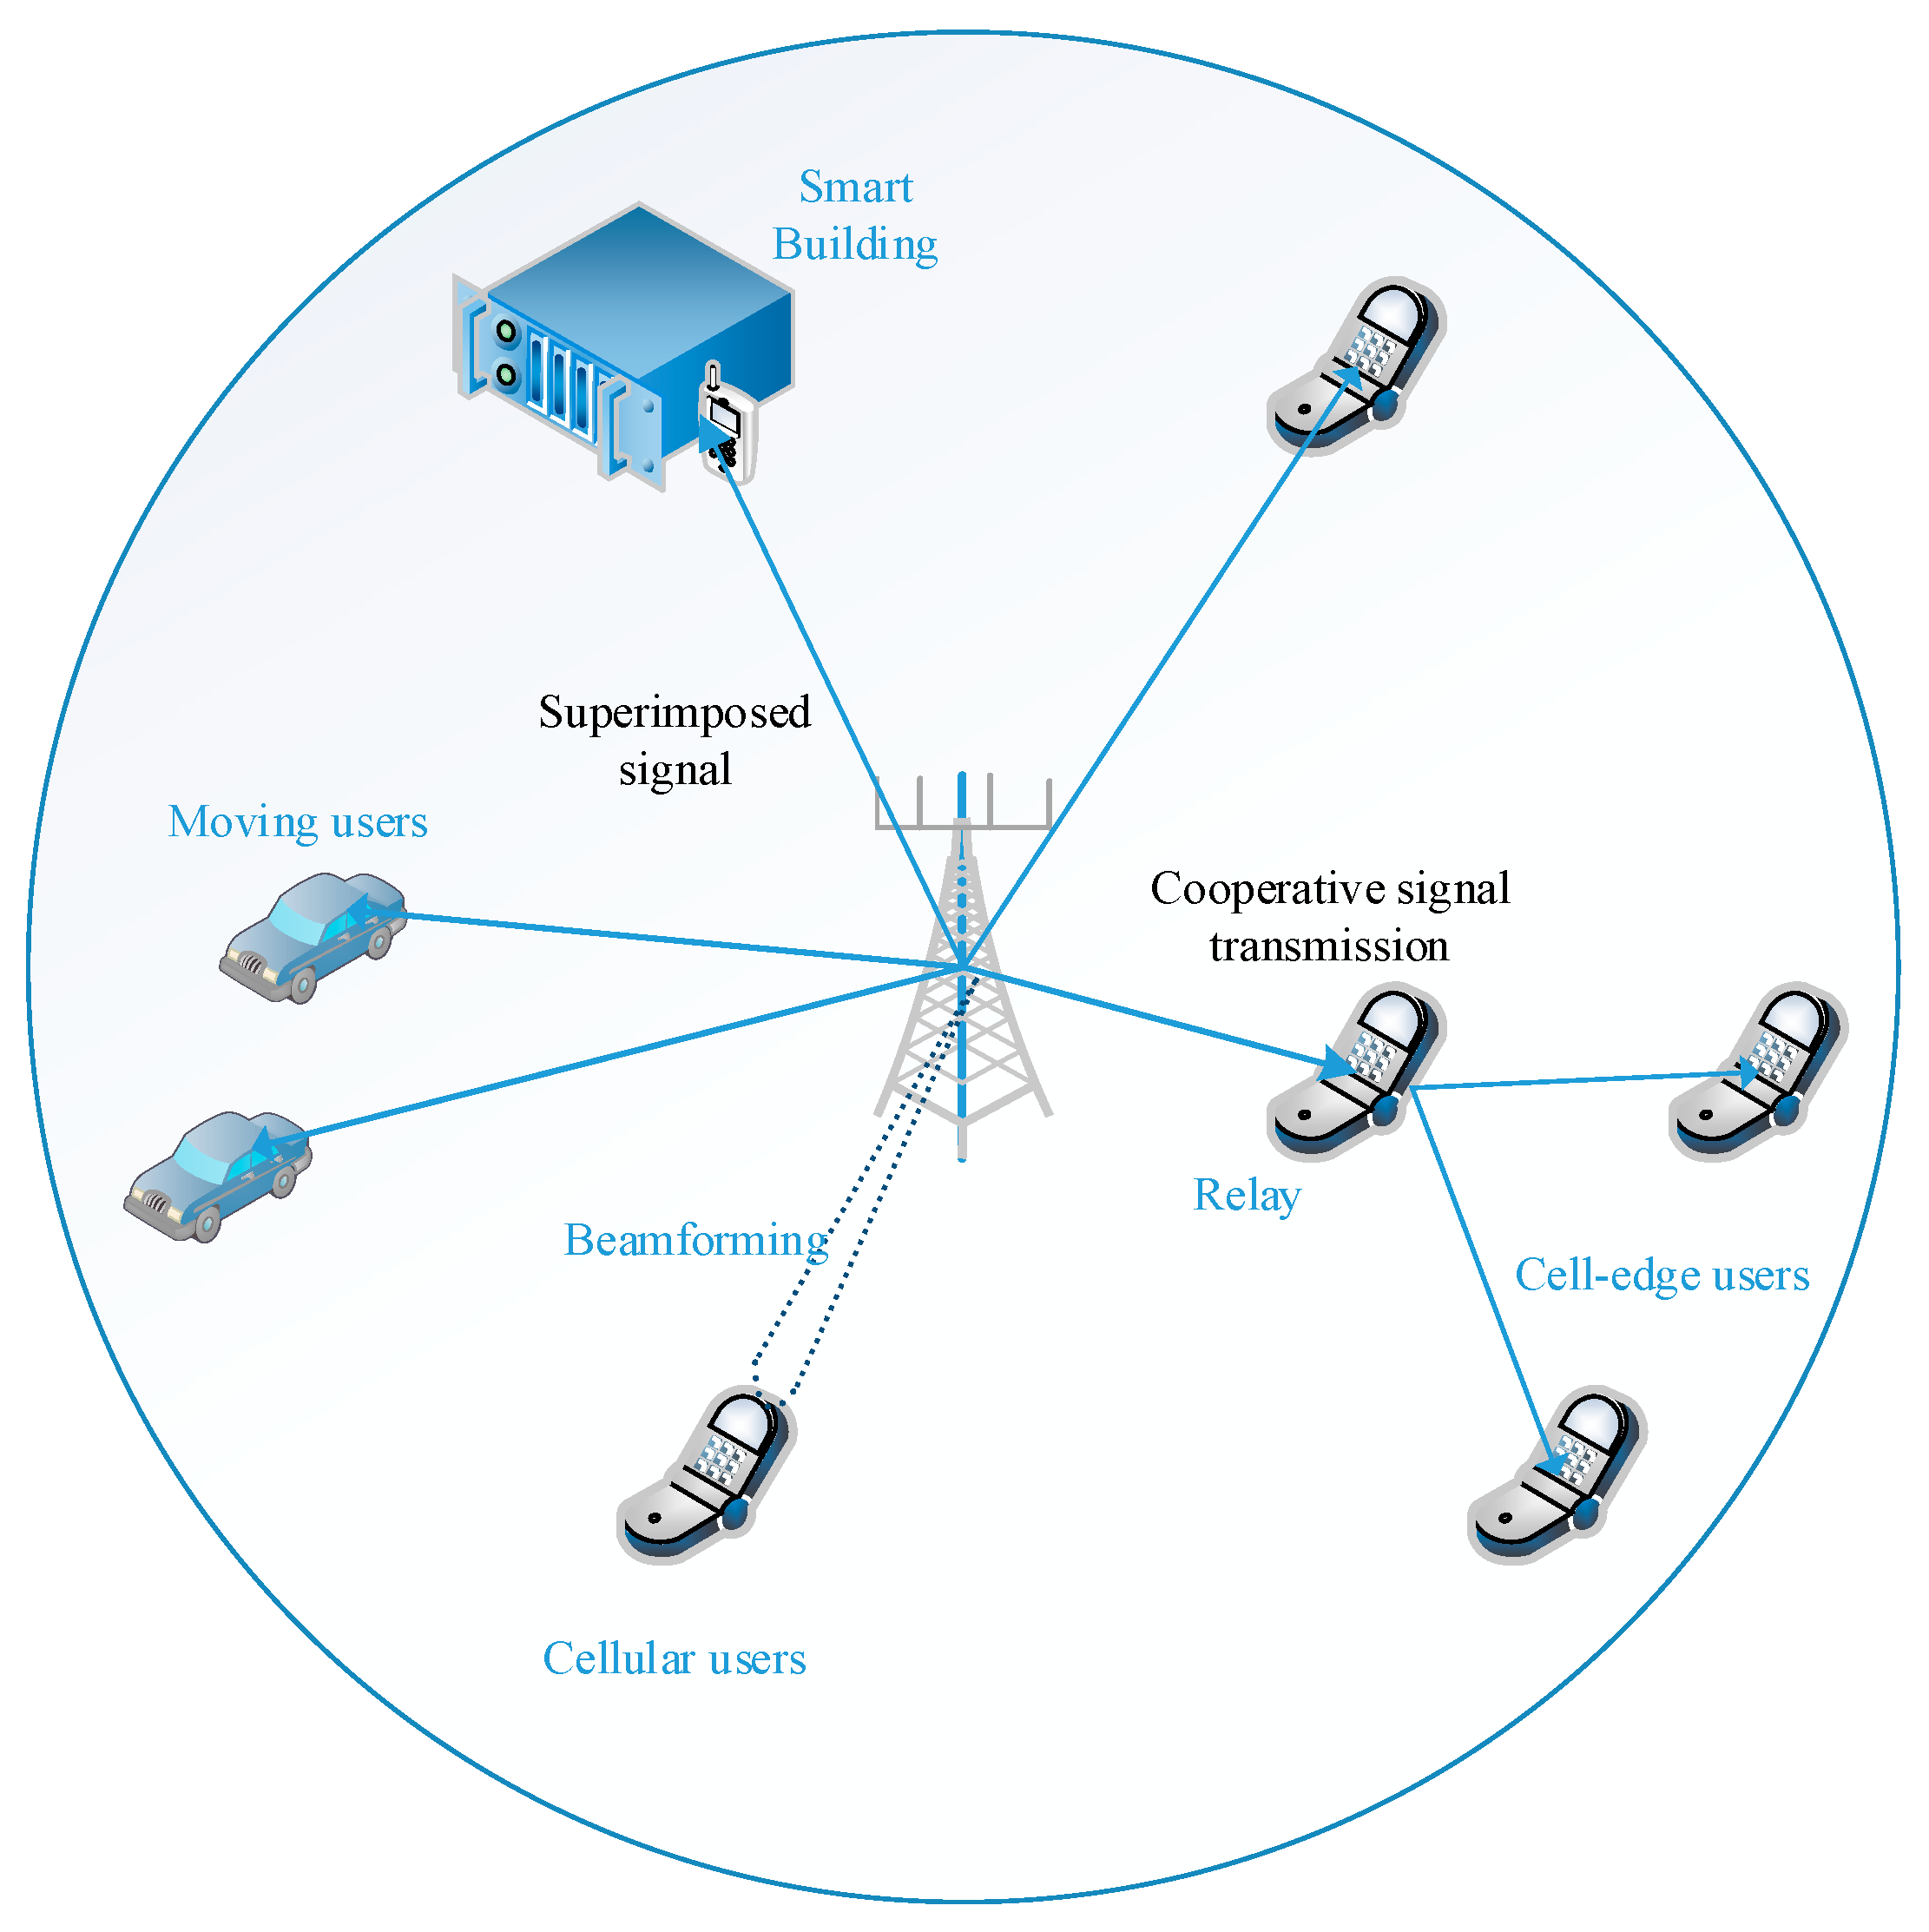 Smart
Building
Superimposed
signal
Moving users
Cooperative signal
transmission
Relay
Beamforming
Cell-edge users
Cellular users